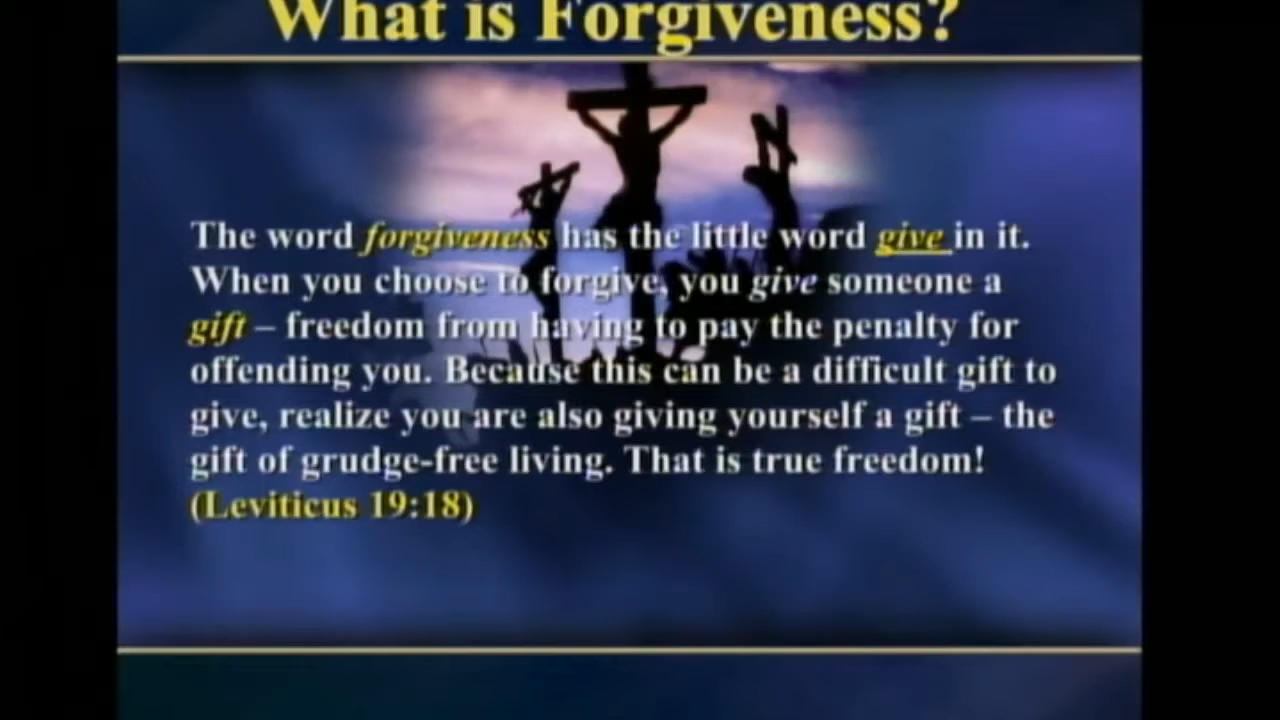 What is Forgiveness?
The word forgiveness has the little word give in it.
When you choose to forgive, you give someone a
gift – freedom from having to pay the penalty for
offending you. Because this can be a difficult gift to
give, realize you are also giving yourself a gift – the
gift of grudge-free living. That is true freedom!
(Leviticus 19:18)